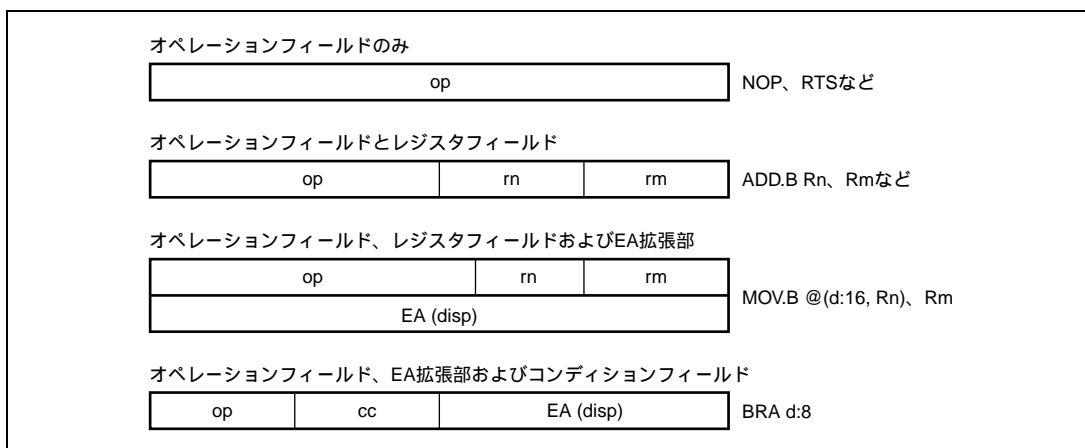 オペレーションフィールドのみ
op NOP、RTSなど
オペレーションフィールドとレジスタフィールド
op rn rm ADD.B Rn、Rmなど
オペレーションフィールド、レジスタフィールドおよびEA拡張部
op rn rm
EA (disp)
MOV.B @(d:16, Rn)、Rm
オペレーションフィールド、EA拡張部およびコンディションフィールド
op cc EA (disp) BRA d:8